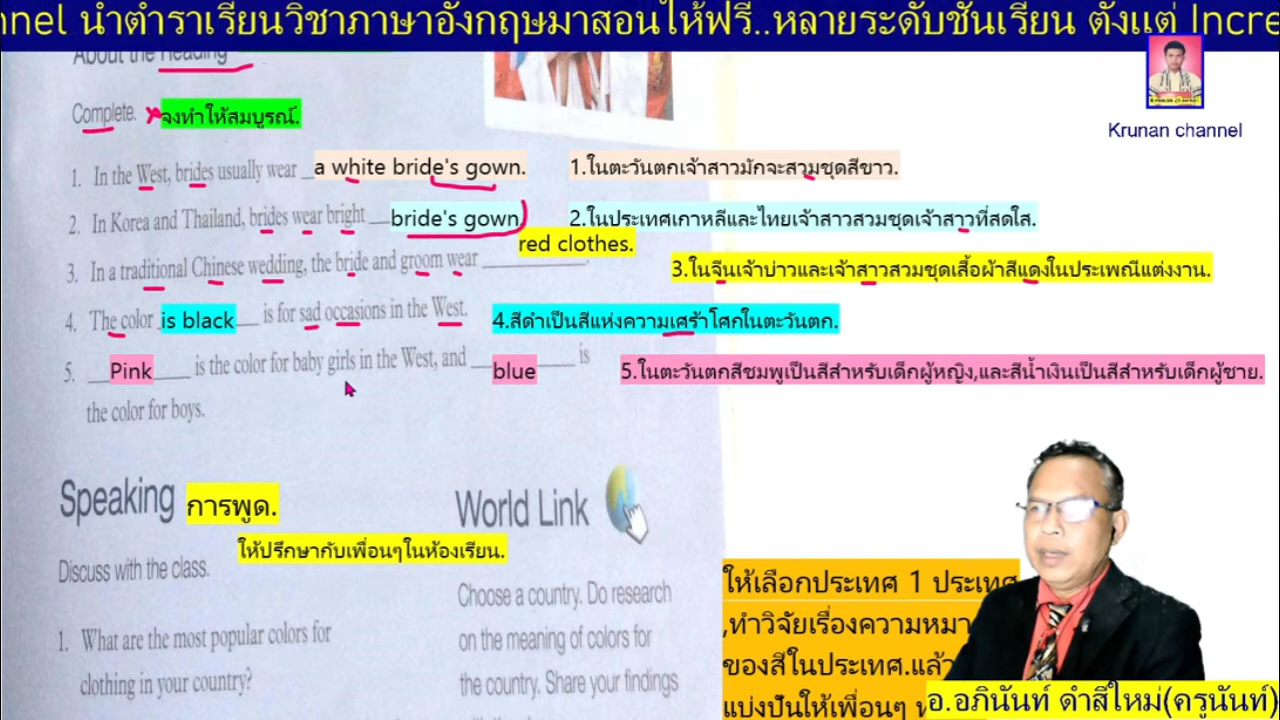 nnel นำตำราเรียนวิชาภาษาอังกฤษมาสอนให้ฟรี..หลายระดับชั้นเรียน ตั้งแต่ Incre
About the Reading
Krunan channel
Complete. จงทำให้สมบูรณ์.
1. In the West, brides usually wear a white bride's gown. 1.ในตะวันตกเจ้าสาวมักจะสวมชุดสีขาว.
2. In Korea and Thailand, brides wear bright bride's gown. 2.ในประเทศเกาหลีและไทยเจ้าสาวสวมชุดเจ้าสาวที่สดใส.
3. In a traditional Chinese wedding, the bride and groom wear red clothes. 3.ในจีนเจ้าบ่าวและเจ้าสาวสวมชุดเสื้อผ้าสีแดงในประเพณีแต่งงาน.
4. The color is black is for sad occasions in the West. 4.สีดำเป็นสีแห่งความเศร้าโศกในตะวันตก.
5. Pink is the color for baby girls in the West, and blue is 5.ในตะวันตกสีชมพูเป็นสีสำหรับเด็กผู้หญิง,และสีน้ำเงินเป็นสีสำหรับเด็กผู้ชาย.
the color for boys.
Speaking การพูด.
ให้ปรึกษากับเพื่อนๆในห้องเรียน.
Discuss with the class.
1. What are the most popular colors for
clothing in your country?
World Link
Choose a country. Do research
on the meaning of colors for
the country. Share your findings
ให้เลือกประเทศ 1 ประเทศ
,ทำวิจัยเรื่องความหมา
ของสีในประเทศ.แล้ว
แบ่งปันให้เพื่อนๆ
อ.อภินันท์ ดำสีใหม่(ครูนันท์)